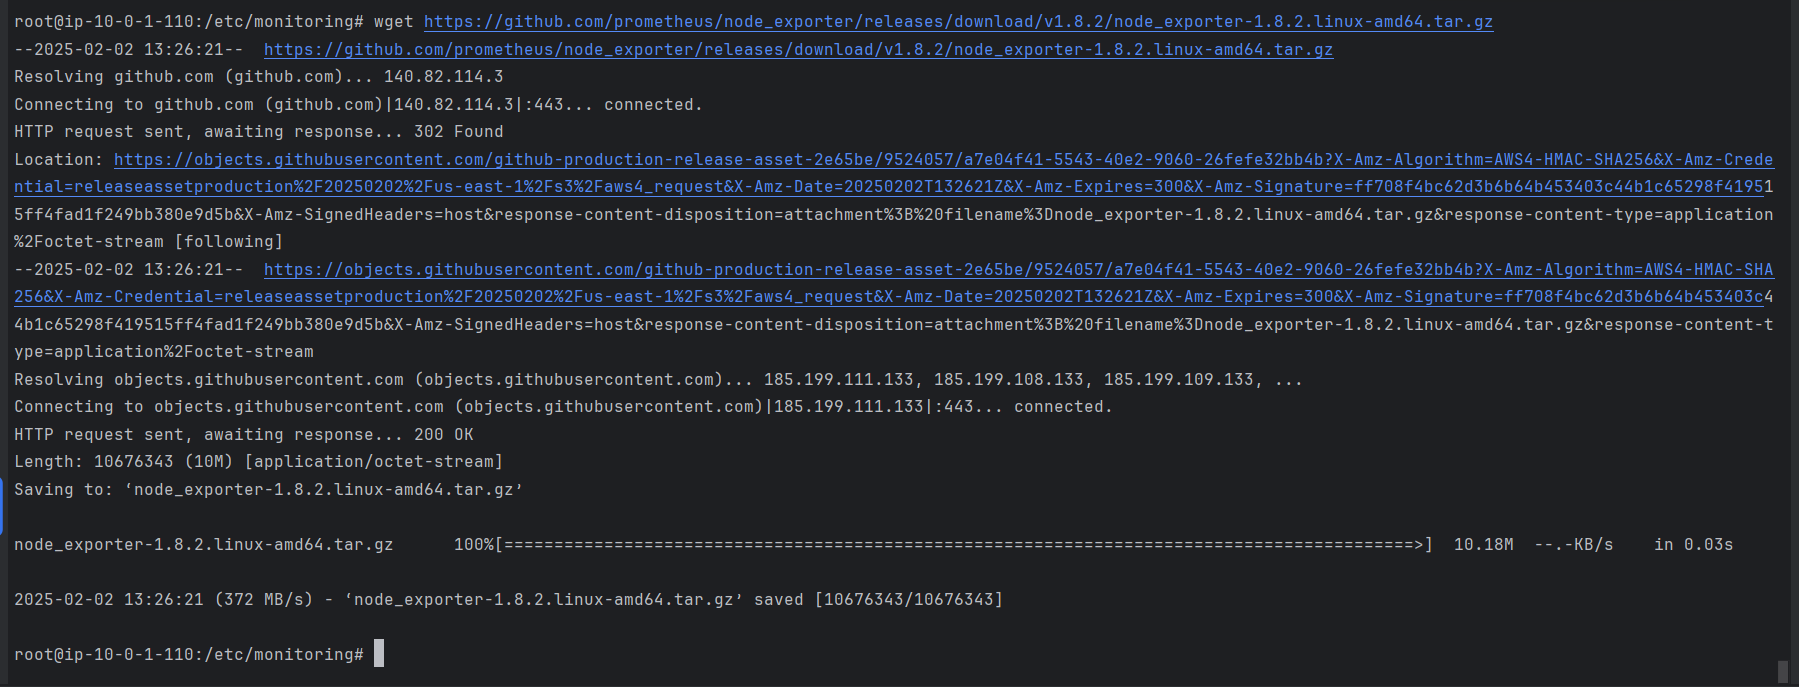 root@ip-10-0-1-110:/etc/monitoring# wget https://github.com/prometheus/node_exporter/releases/download/v1.8.2/node_exporter-1.8.2.linux-amd64.tar.gz
--2025-02-02 13:26:21--  https://github.com/prometheus/node_exporter/releases/download/v1.8.2/node_exporter-1.8.2.linux-amd64.tar.gz
Resolving github.com (github.com)... 140.82.114.3
Connecting to github.com (github.com)|140.82.114.3|:443... connected.
HTTP request sent, awaiting response... 302 Found
Location: https://objects.githubusercontent.com/github-production-release-asset-2e65be/9524057/a7e04f41-5543-40e2-9060-26fefe32bb4b?X-Amz-Algorithm=AWS4-HMAC-SHA256&X-Amz-Crede
ntial=releaseassetproduction%2F20250202%2Fus-east-1%2Fs3%2Faws4_request&X-Amz-Date=20250202T132621Z&X-Amz-Expires=300&X-Amz-Signature=ff708f4bc62d3b6b64b453403c44b1c65298f41951
5ff4fad1f249bb380e9d5b&X-Amz-SignedHeaders=host&response-content-disposition=attachment%3B%20filename%3Dnode_exporter-1.8.2.linux-amd64.tar.gz&response-content-type=application
%2Foctet-stream [following]
--2025-02-02 13:26:21--  https://objects.githubusercontent.com/github-production-release-asset-2e65be/9524057/a7e04f41-5543-40e2-9060-26fefe32bb4b?X-Amz-Algorithm=AWS4-HMAC-SHA
256&X-Amz-Credential=releaseassetproduction%2F20250202%2Fus-east-1%2Fs3%2Faws4_request&X-Amz-Date=20250202T132621Z&X-Amz-Expires=300&X-Amz-Signature=ff708f4bc62d3b6b64b453403c4
4b1c65298f419515ff4fad1f249bb380e9d5b&X-Amz-SignedHeaders=host&response-content-disposition=attachment%3B%20filename%3Dnode_exporter-1.8.2.linux-amd64.tar.gz&response-content-t
ype=application%2Foctet-stream
Resolving objects.githubusercontent.com (objects.githubusercontent.com)... 185.199.111.133, 185.199.108.133, 185.199.109.133, ...
Connecting to objects.githubusercontent.com (objects.githubusercontent.com)|185.199.111.133|:443... connected.
HTTP request sent, awaiting response... 200 OK
Length: 10676343 (10M) [application/octet-stream]
Saving to: ‘node_exporter-1.8.2.linux-amd64.tar.gz’
node_exporter-1.8.2.linux-amd64.tar.gz      100%[===========================================================================================>]  10.18M  --.-KB/s    in 0.03s
2025-02-02 13:26:21 (372 MB/s) - ‘node_exporter-1.8.2.linux-amd64.tar.gz’ saved [10676343/10676343]
root@ip-10-0-1-110:/etc/monitoring#